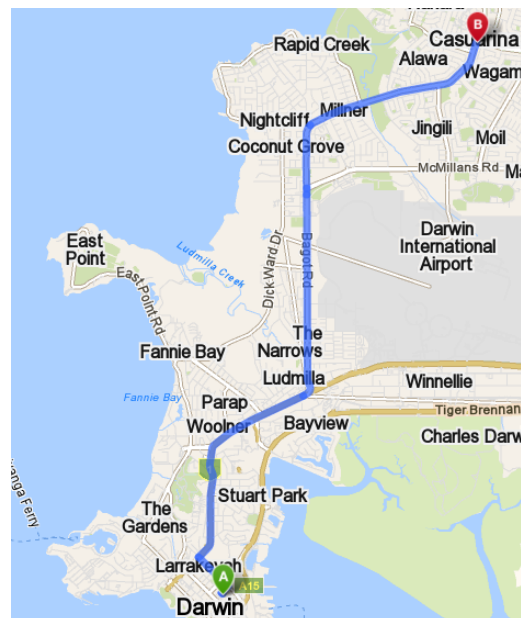 B
Casuarina
Rapid Creek
Alawa
Wagam
Nightcliff
Millner
Jingili
Moil
Coconut Grove
McMillans Rd
Ma
East
Point
Ludmilla Creek
Dick Ward Dr
Bagot Rd
Darwin
International
Airport
East Point Rd
The
Narrows
Fannie Bay
Ludmilla
Winnellie
Fannie Bay
Parap
Tiger Brennan
Woolner
Bayview
Charles Darw
Stuart Park
The
Gardens
Larrakeyah
A
A15
Darwin